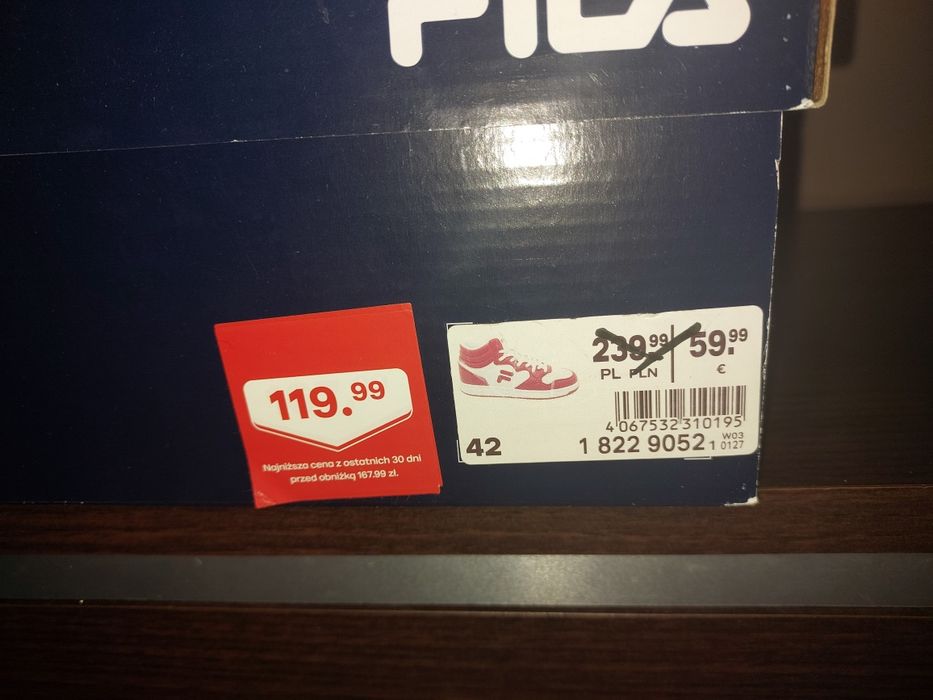 FILA
119.99
Najniższa cena z ostatnich 30 dni
przed obniżką 167.99 zł.
239.99 59.99
PL PLN €
4 067532 310195
42 1 822 9052 1 W03 0127